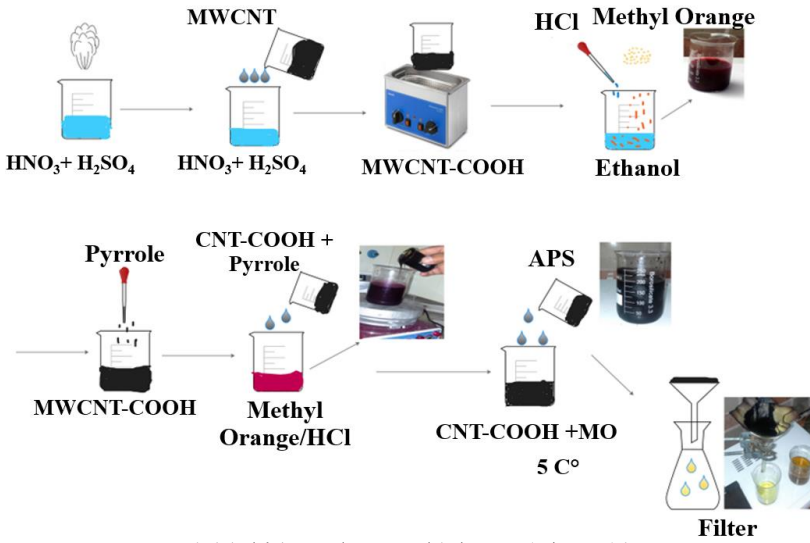 MWCNT
HCl
Methyl Orange
HNO₃+ H₂SO₄
HNO₃+ H₂SO₄
MWCNT-COOH
Ethanol
Pyrrole
CNT-COOH +
Pyrrole
APS
MWCNT-COOH
Methyl
Orange/HCl
CNT-COOH +MO
5 C°
Filter